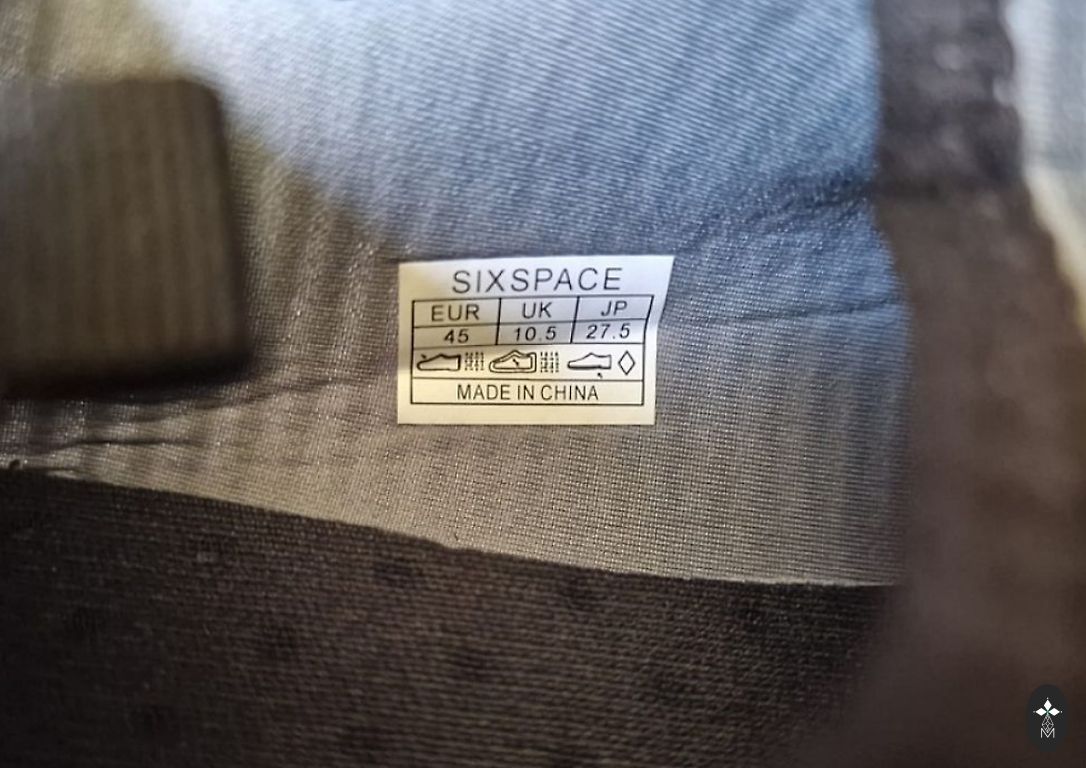 SIXSPACE
EUR UK JP
45 10.5 27.5
MADE IN CHINA
M